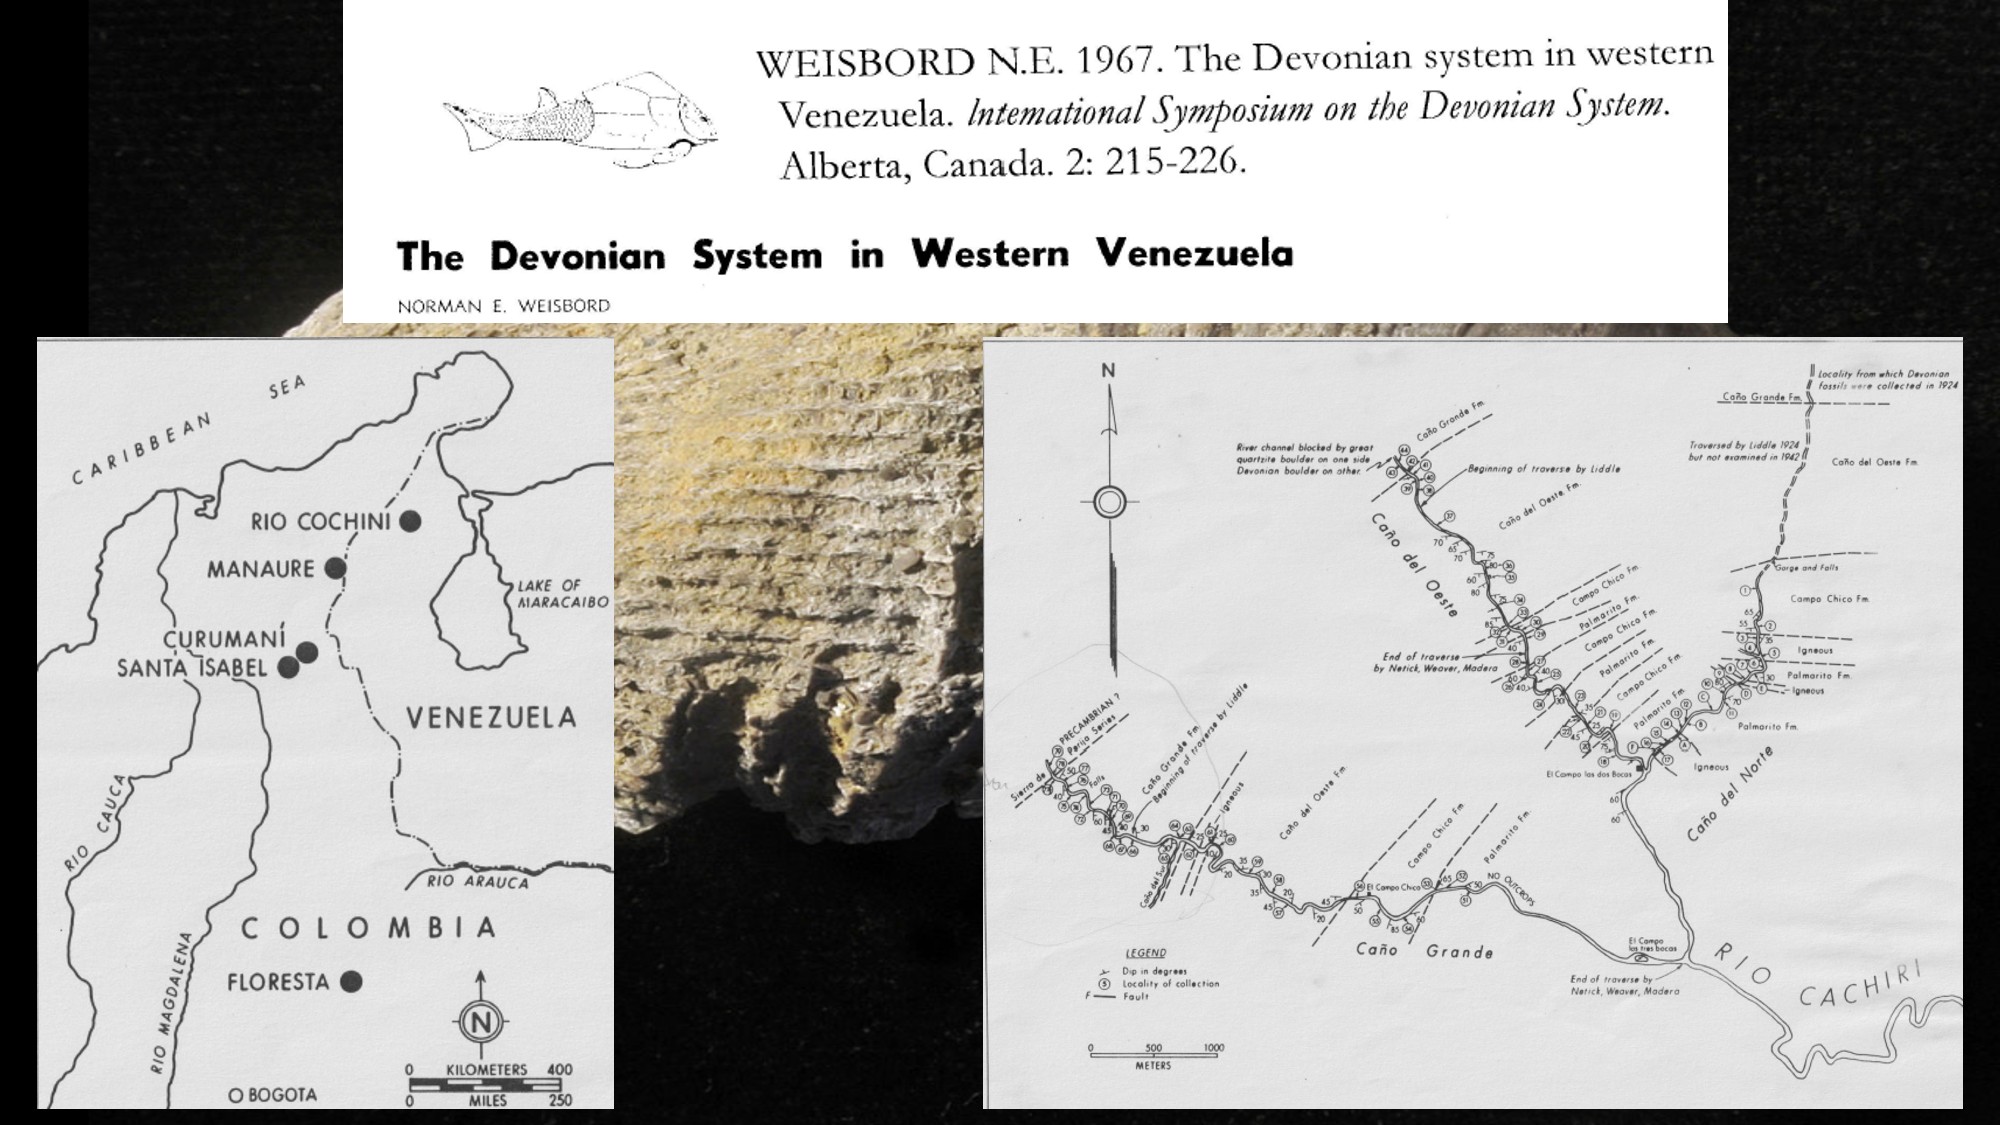 WEISBORD N.E. 1967. The Devonian system in western
Venezuela. Intemational Symposium on the Devonian System.
Alberta, Canada. 2: 215-226.
The Devonian System in Western Venezuela
NORMAN E. WEISBORD
CARIBBEAN SEA
RIO COCHINI
MANAURE
CURUMANÍ
SANTA ISABEL
LAKE OF
MARACAIBO
VENEZUELA
RIO CAUCA
RIO ARAUCA
COLOMBIA
FLORESTA
RIO MAGDALENA
N
0 KILOMETERS 400
0 MILES 250
BOGOTA
N
Locality from which Devonian
fossils were collected in 1924
Caño Grande Fm.
Traversed by Liddle 1924
but not examined in 1942
Caño del Oeste Fm.
Caño Grande Fm.
River channel blocked by great
quartzite boulder on one side
Devonian boulder on other.
Beginning of traverse by Liddle
Caño del Oeste Fm.
Caño del Oeste
Gorge and Falls
Campo Chico Fm.
Campo Chico Fm.
Palmarito Fm.
Campo Chico Fm.
Palmarito Fm.
Campo Chico Fm.
Palmarito Fm.
End of traverse
by Netick, Weaver, Madera
Igneous
Palmarito Fm.
Igneous
Palmarito Fm.
Igneous
El Campo las dos Bocas
Caño del Norte
PRECAMBRIAN ?
Sierra de Perija Series
Falls
Caño Grande Fm.
Beginning of traverse by Liddle
Igneous
Caño del Sur
Caño del Oeste Fm.
Campo Chico Fm.
Palmarito Fm.
El Campo Chico
NO OUTCROPS
Caño Grande
El Campo
las tres bocas
End of traverse by
Netick, Weaver, Madera
RIO CACHIRI
LEGEND
Dip in degrees
5 Locality of collection
F Fault
0 500 1000
METERS